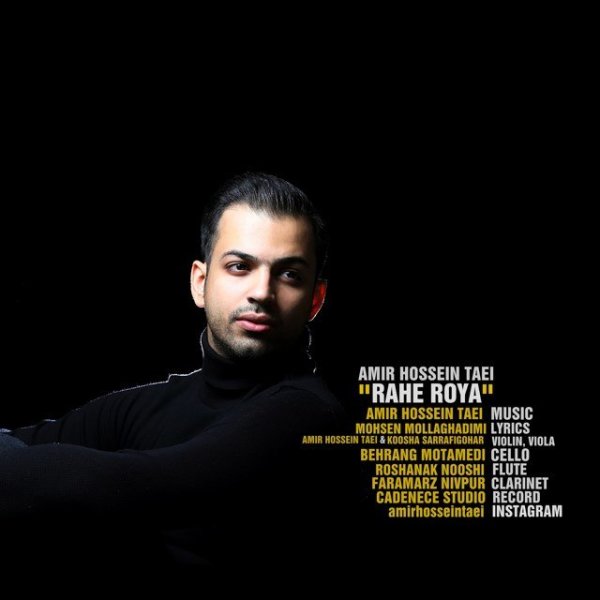 AMIR HOSSEIN TAEI
"RAHE ROYA"
AMIR HOSSEIN TAEI MUSIC
MOHSEN MOLLAGHADIMI LYRICS
AMIR HOSSEIN TAEI & KOOSHA SARRAFIGOHAR VIOLIN, VIOLA
BEHRANG MOTAMEDI CELLO
ROSHANAK NOOSHI FLUTE
FARAMARZ NIVPUR CLARINET
CADENECE STUDIO RECORD
amirhosseintaei INSTAGRAM